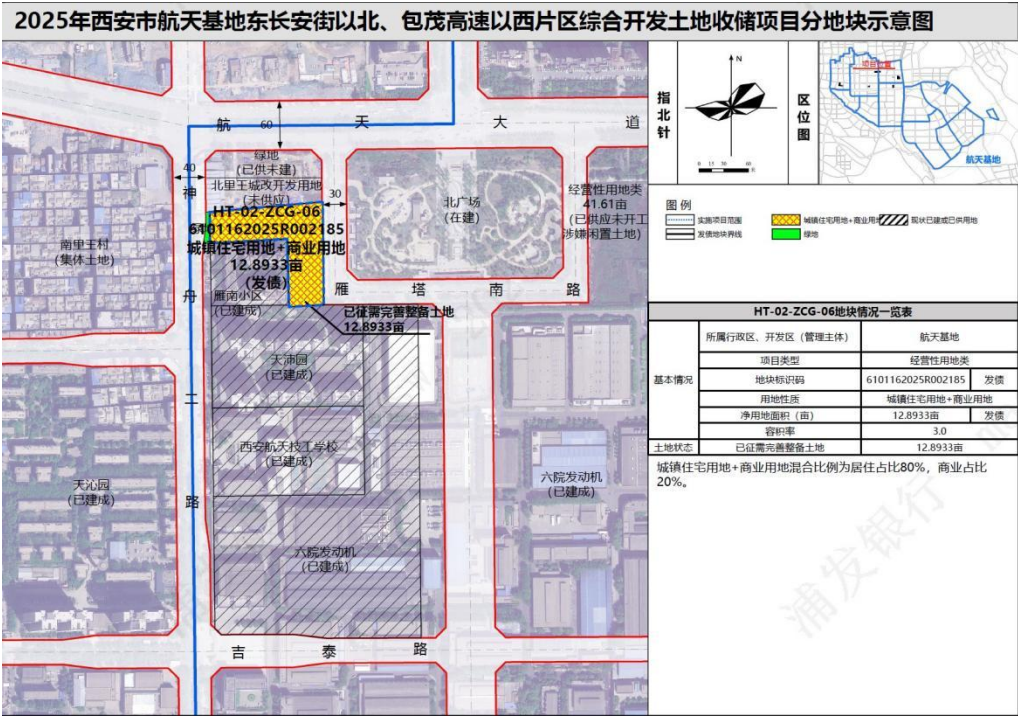 2025年西安市航天基地东长安街以北、包茂高速以西片区综合开发土地收储项目分地块示意图
航天大道
60
40
30
绿地
(已供未建)
北里王城改开发用地
(未供应)
HT-02-ZCG-06
6101162025R002185
城镇住宅用地+商业用地
12.8933亩
(发债)
雁南小区
(已建成)
已征需完善整备土地
12.8933亩
北广场
(在建)
经营性用地类
41.61亩
(已供应未开工
涉嫌闲置土地)
南里王村
(集体土地)
神舟二路
雁塔南路
天沛园
(已建成)
西安航天技工学校
(已建成)
六院发动机
(已建成)
六院发动机
(已建成)
天沁园
(已建成)
吉泰路
指北针
N
0 15 30 60
区位图
项目位置
航天基地
图例
实施项目范围
发债地块界线
城镇住宅用地+商业用地
绿地
现状已建或已供用地
HT-02-ZCG-06地块情况一览表
基本情况
所属行政区、开发区(管理主体) 航天基地
项目类型 经营性用地类
地块标识码 6101162025R002185 发债
用地性质 城镇住宅用地+商业用地
净用地面积(亩) 12.8933亩 发债
容积率 3.0
土地状态 已征需完善整备土地 12.8933亩
城镇住宅用地+商业用地混合比例为居住占比80%，商业占比
20%。
浦发银行